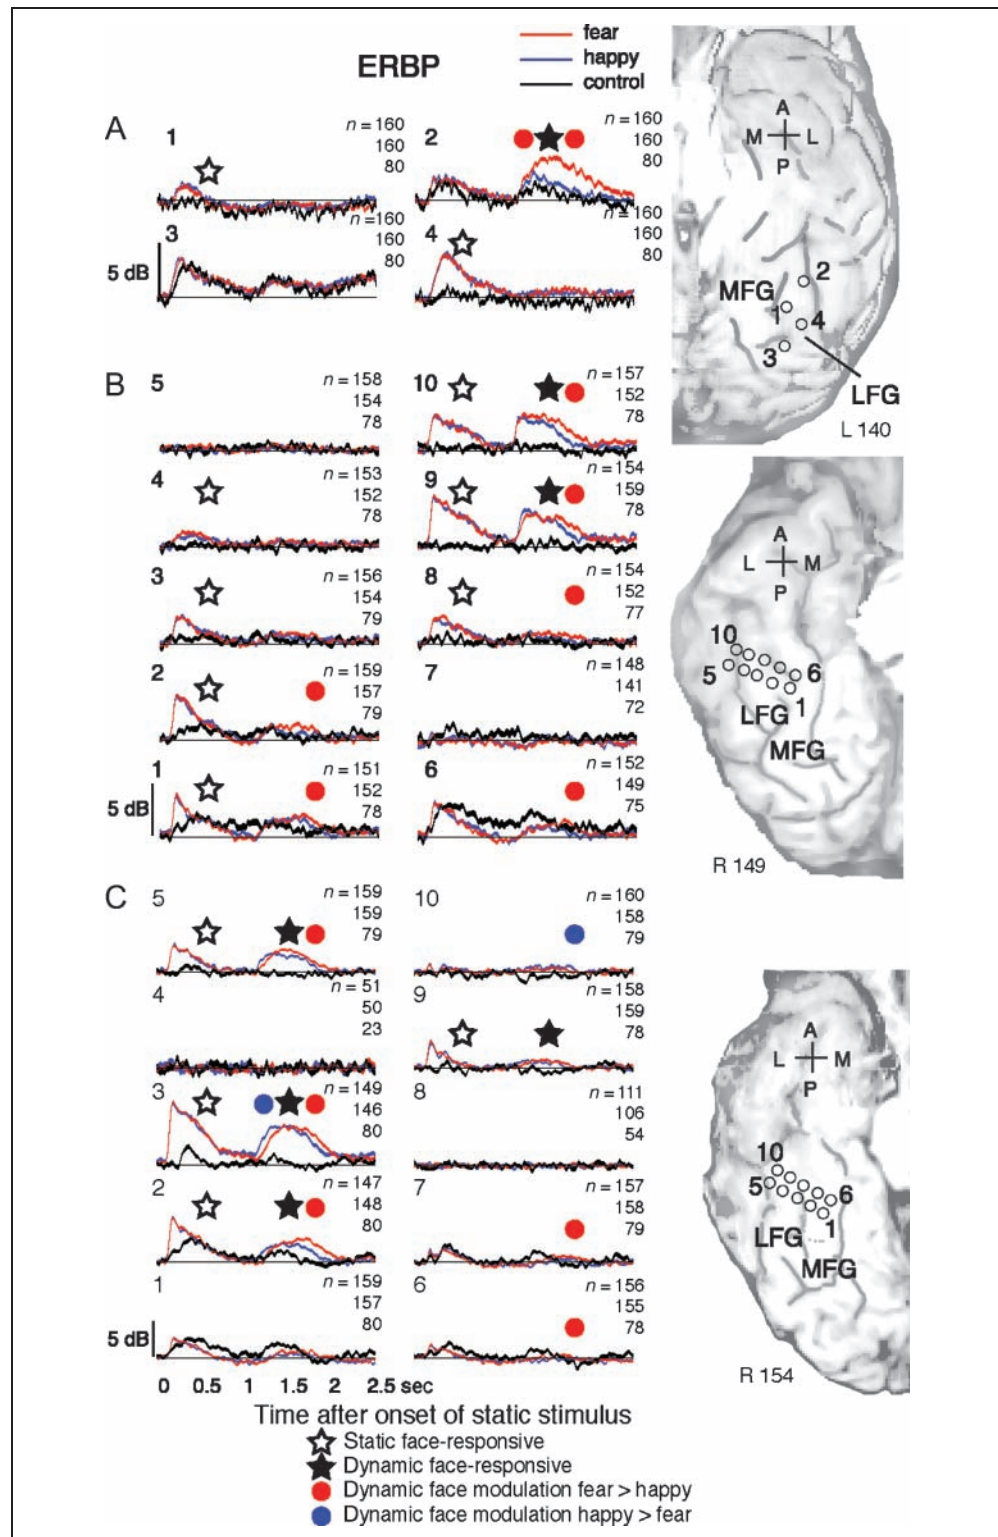 ERBP
fear
happy
control
A
1
n = 160
160
80
2
n = 160
160
80
3
n = 160
160
80
5 dB
4
n = 160
160
80
A
M L
P
MFG
2
1
4
3
LFG
L 140
B
5
n = 158
154
78
10
n = 157
152
78
4
n = 153
152
78
9
n = 154
159
78
3
n = 156
154
79
8
n = 154
152
77
2
n = 159
157
79
7
n = 148
141
72
1
n = 151
152
78
5 dB
6
n = 152
149
75
A
L M
P
10
5
6
1
LFG
MFG
R 149
C
5
n = 159
159
79
10
n = 160
158
79
4
n = 51
50
23
9
n = 158
159
78
3
n = 149
146
80
8
n = 111
106
54
2
n = 147
148
80
7
n = 157
158
79
1
n = 159
157
80
5 dB
6
n = 156
155
78
A
L M
P
10
5
6
1
LFG
MFG
R 154
0 0.5 1 1.5 2 2.5 sec
Time after onset of static stimulus
Static face-responsive
Dynamic face-responsive
Dynamic face modulation fear > happy
Dynamic face modulation happy > fear